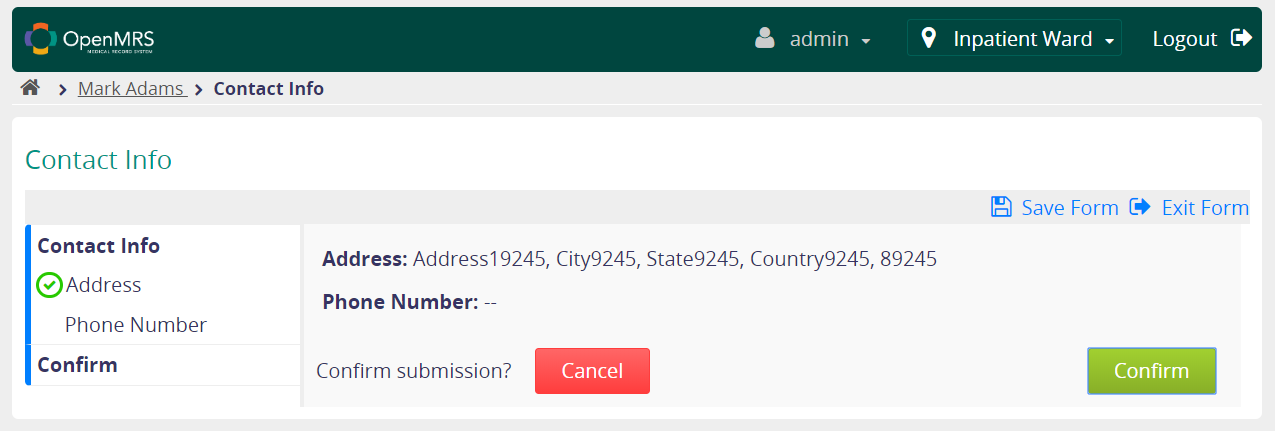 OpenMRS
MEDICAL RECORD SYSTEM
admin
Inpatient Ward
Logout
Mark Adams > Contact Info
Contact Info
Save Form Exit Form
Contact Info
Address
Phone Number
Confirm
Address: Address19245, City9245, State9245, Country9245, 89245
Phone Number: --
Confirm submission? Cancel Confirm